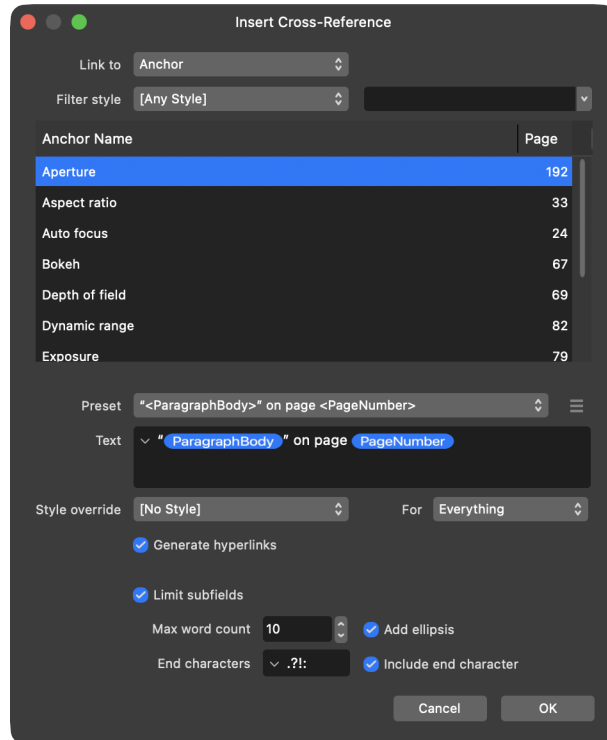 Insert Cross-Reference
Link to Anchor
Filter style [Any Style]
Anchor Name Page
Aperture 192
Aspect ratio 33
Auto focus 24
Bokeh 67
Depth of field 69
Dynamic range 82
Exposure 79
Preset “<ParagraphBody>” on page <PageNumber>
Text “ParagraphBody” on page PageNumber
Style override [No Style] For Everything
Generate hyperlinks
Limit subfields
Max word count 10 Add ellipsis
End characters .?!: Include end character
Cancel OK